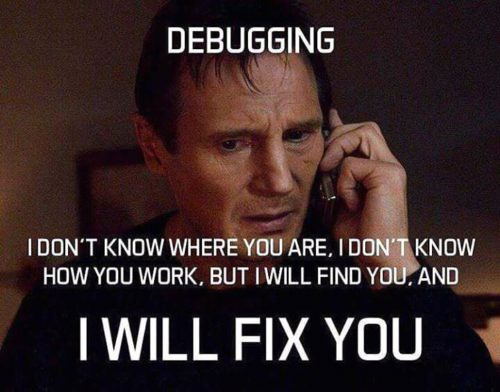 DEBUGGING
I DON'T KNOW WHERE YOU ARE, I DON'T KNOW
HOW YOU WORK, BUT I WILL FIND YOU, AND
I WILL FIX YOU